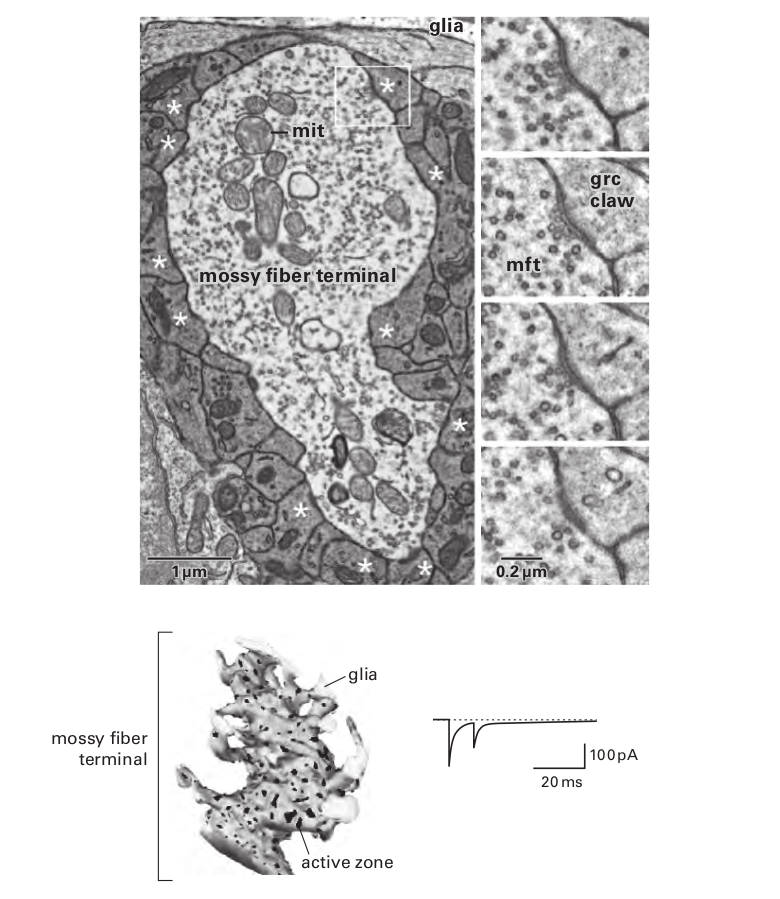 glia
mit
mossy fiber terminal
1 µm
grc
claw
mft
0.2 µm
mossy fiber
terminal
glia
active zone
100 pA
20 ms